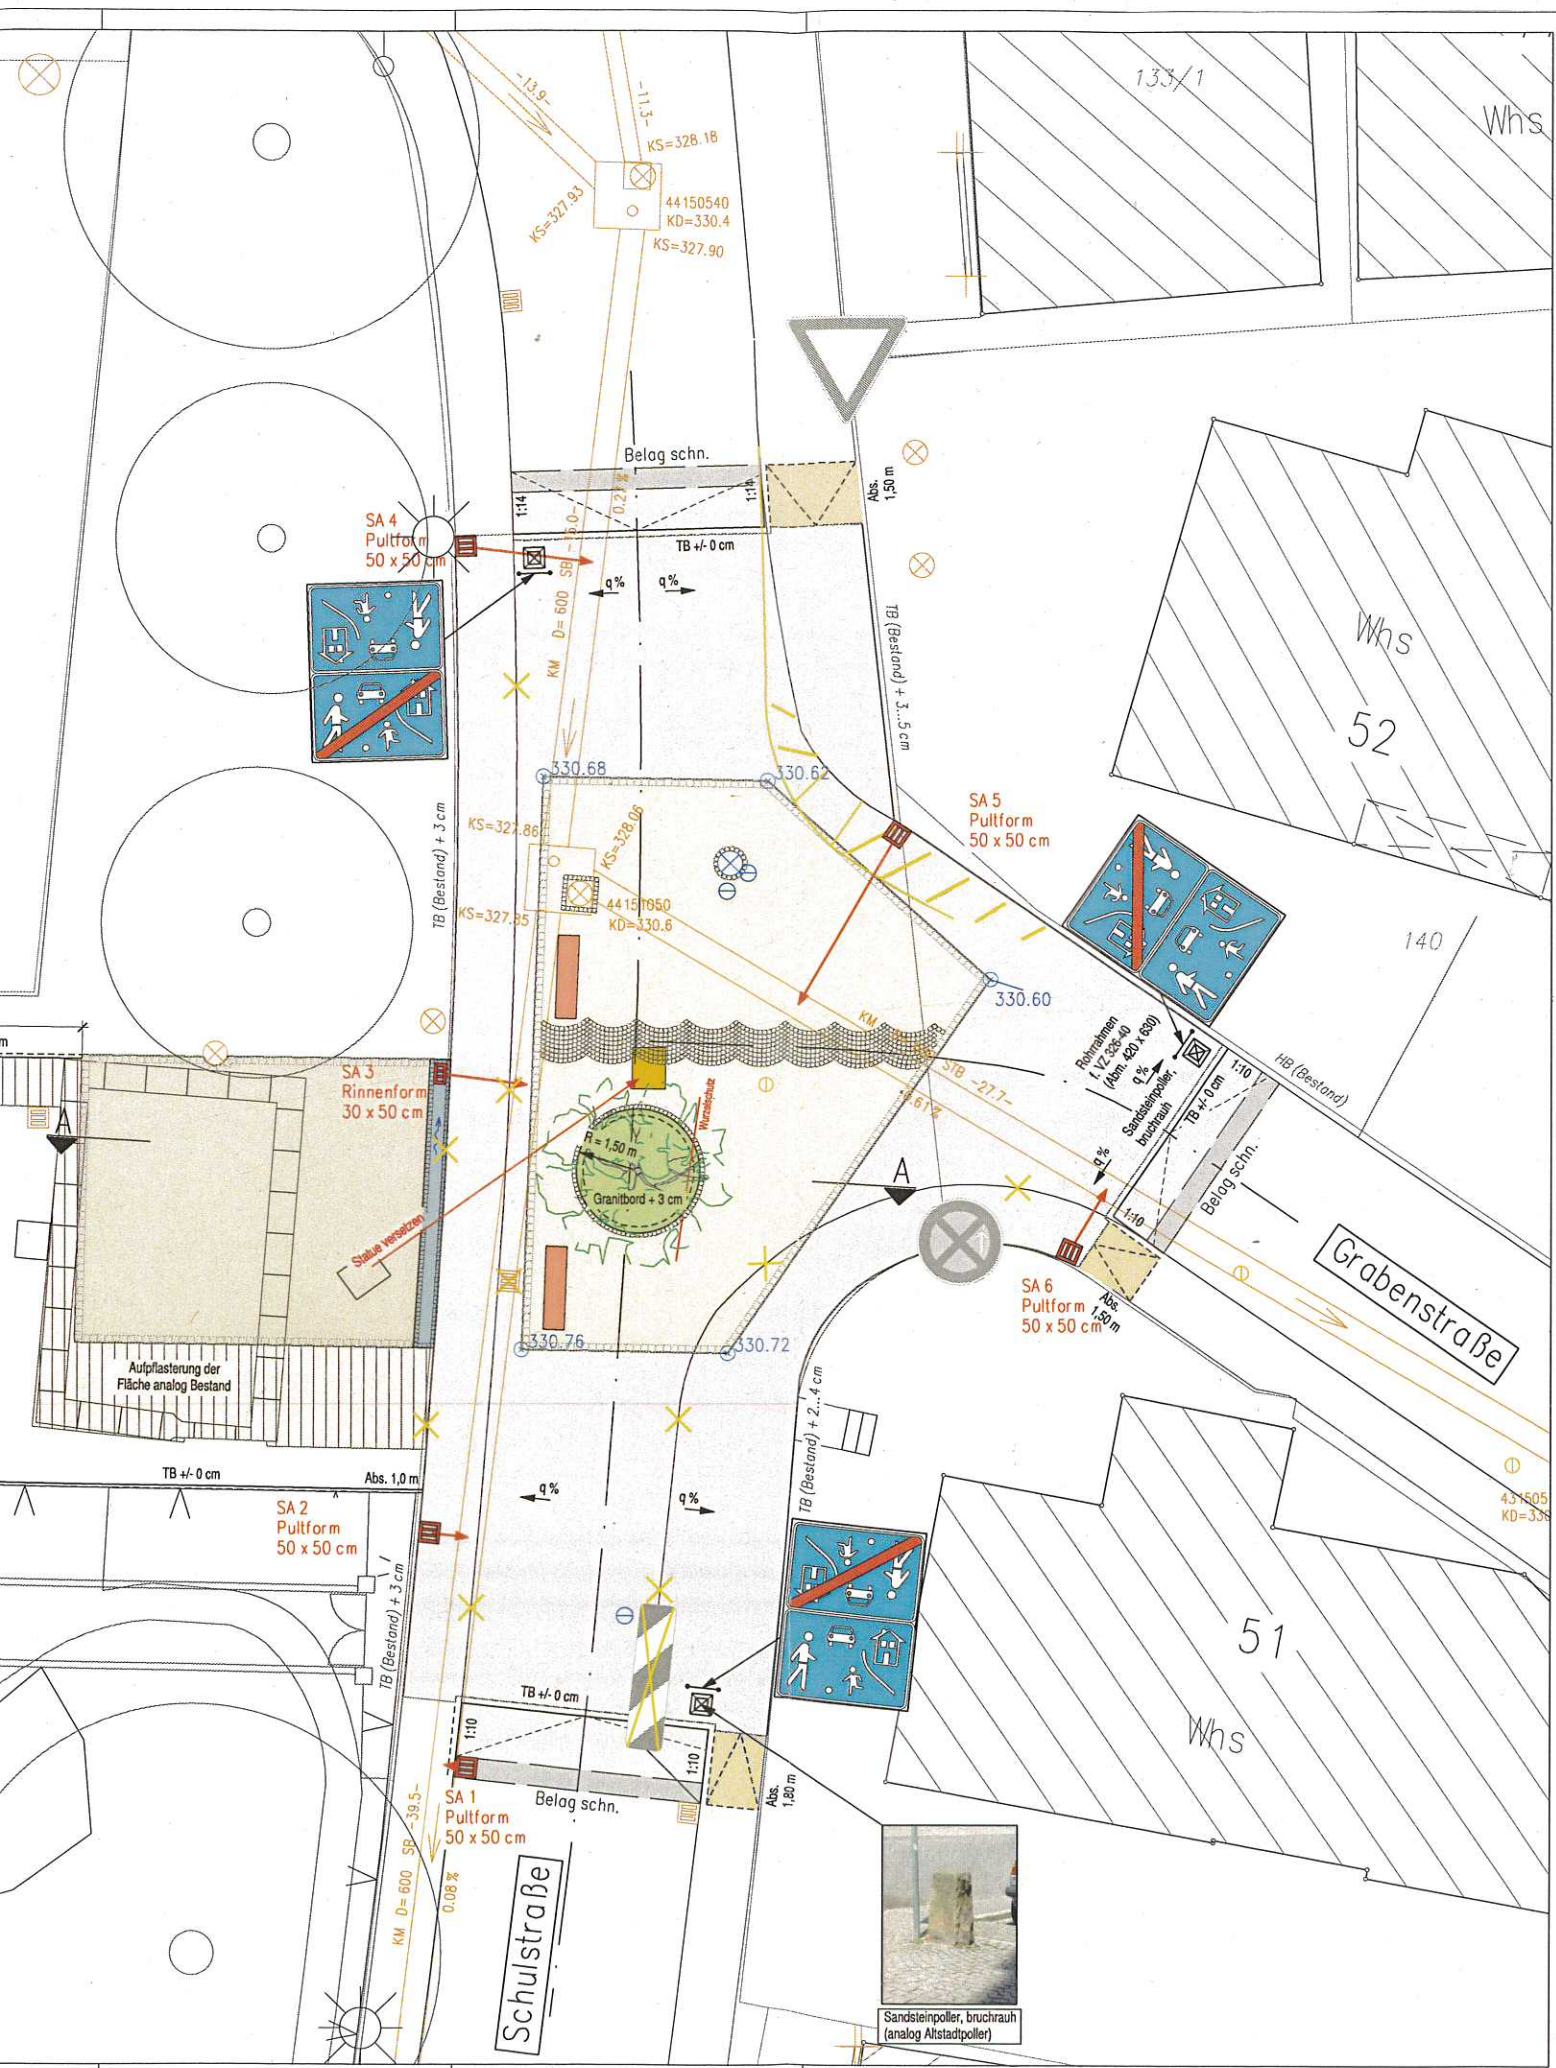 133/1
Whs
-13.9-
-11.3-
KS=328.18
KS=327.93
44150540
KD=330.4
KS=327.90
Belag schn.
Abs.
1,50 m
1:14
1:14
SA 4
Pultform
50 x 50 cm
TB +/- 0 cm
q%
q%
KM D=600 SB
TB (Bestand) + 3...5 cm
Whs
52
330.68
330.62
SA 5
Pultform
50 x 50 cm
TB (Bestand) + 3 cm
KS=327.86
KS=328.06
44151050
KD=330.6
KS=327.85
140
330.60
KM
STB -27.7-
Rohrrahmen
f. VZ 326-40
(Abm. 420 x 630)
q%
Sandsteinpoller,
bruchrauh
1:10
TB +/- 0 cm
HB (Bestand)
m
SA 3
Rinnenform
30 x 50 cm
A
Wurzelschutz
R = 1,50 m
Granitbord + 3 cm
A
q%
1:10
Belag schn.
Statue versetzen
Grabenstraße
SA 6
Pultform
50 x 50 cm
Abs.
1,50 m
330.76
330.72
Aufpflasterung der
Fläche analog Bestand
TB (Bestand) + 2...4 cm
TB +/- 0 cm
Abs. 1,0 m
q%
q%
SA 2
Pultform
50 x 50 cm
431505
KD=330
TB (Bestand) + 3 cm
51
Whs
TB +/- 0 cm
1:10
1:10
Abs.
1,80 m
SA 1
Pultform
50 x 50 cm
Belag schn.
KM D=600 SB -39.5-
0.08 %
Schulstraße
Sandsteinpoller, bruchrauh
(analog Altstadtpoller)